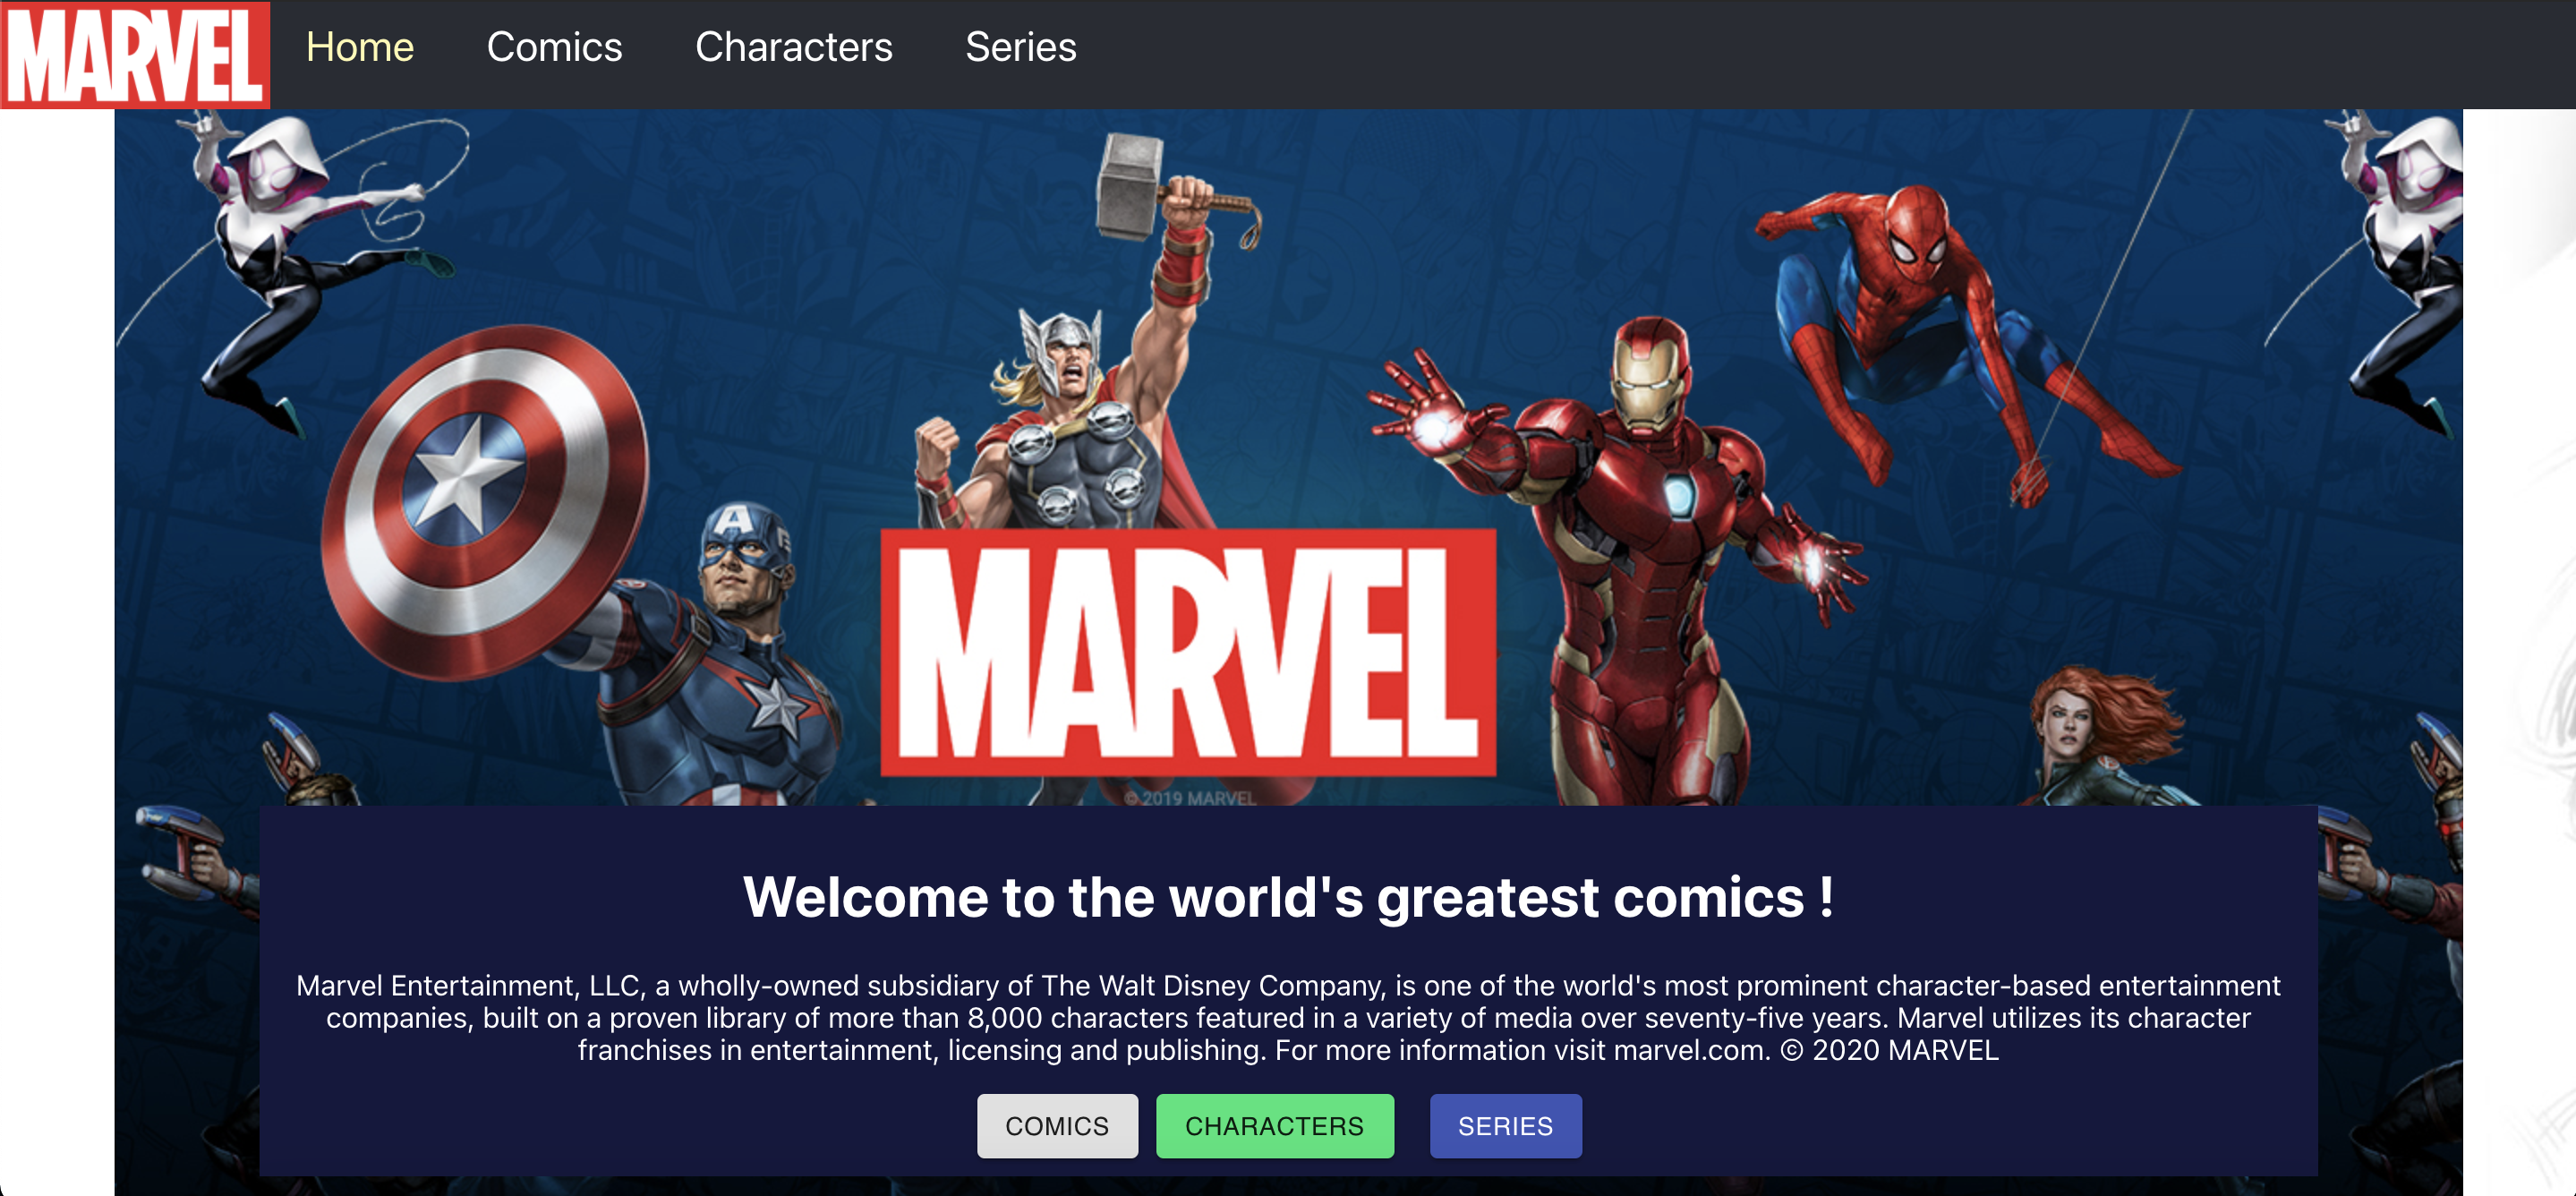 MARVEL
Home
Comics
Characters
Series
A
MARVEL
© 2019 MARVEL
Welcome to the world's greatest comics !
Marvel Entertainment, LLC, a wholly-owned subsidiary of The Walt Disney Company, is one of the world's most prominent character-based entertainment
companies, built on a proven library of more than 8,000 characters featured in a variety of media over seventy-five years. Marvel utilizes its character
franchises in entertainment, licensing and publishing. For more information visit marvel.com. © 2020 MARVEL
COMICS
CHARACTERS
SERIES